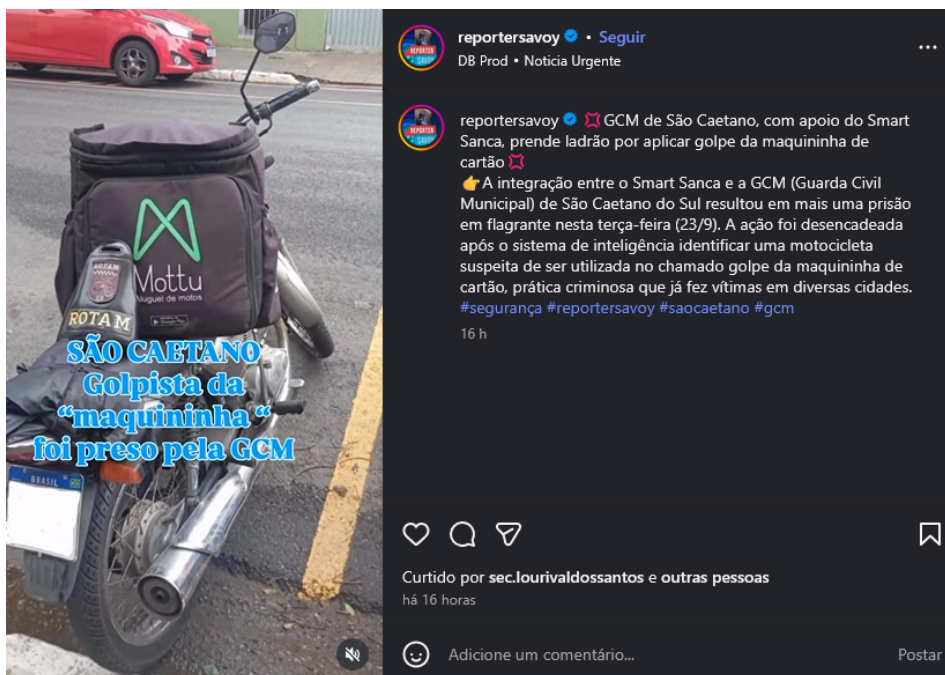 Mottu
Aluguel de motos
Google Play
ROTAM
ROTAM
SÃO CAETANO
Golpista da
“maquininha “
foi preso pela GCM
BRASIL
REPORTER
SAVOY
reportersavoy • Seguir
DB Prod • Noticia Urgente
REPORTER
SAVOY
reportersavoy 💢GCM de São Caetano, com apoio do Smart
Sanca, prende ladrão por aplicar golpe da maquininha de
cartão💢
👉A integração entre o Smart Sanca e a GCM (Guarda Civil
Municipal) de São Caetano do Sul resultou em mais uma prisão
em flagrante nesta terça-feira (23/9). A ação foi desencadeada
após o sistema de inteligência identificar uma motocicleta
suspeita de ser utilizada no chamado golpe da maquininha de
cartão, prática criminosa que já fez vítimas em diversas cidades.
#segurança #reportersavoy #saocaetano #gcm
16 h
Curtido por sec.lourivaldossantos e outras pessoas
há 16 horas
Adicione um comentário...
Postar